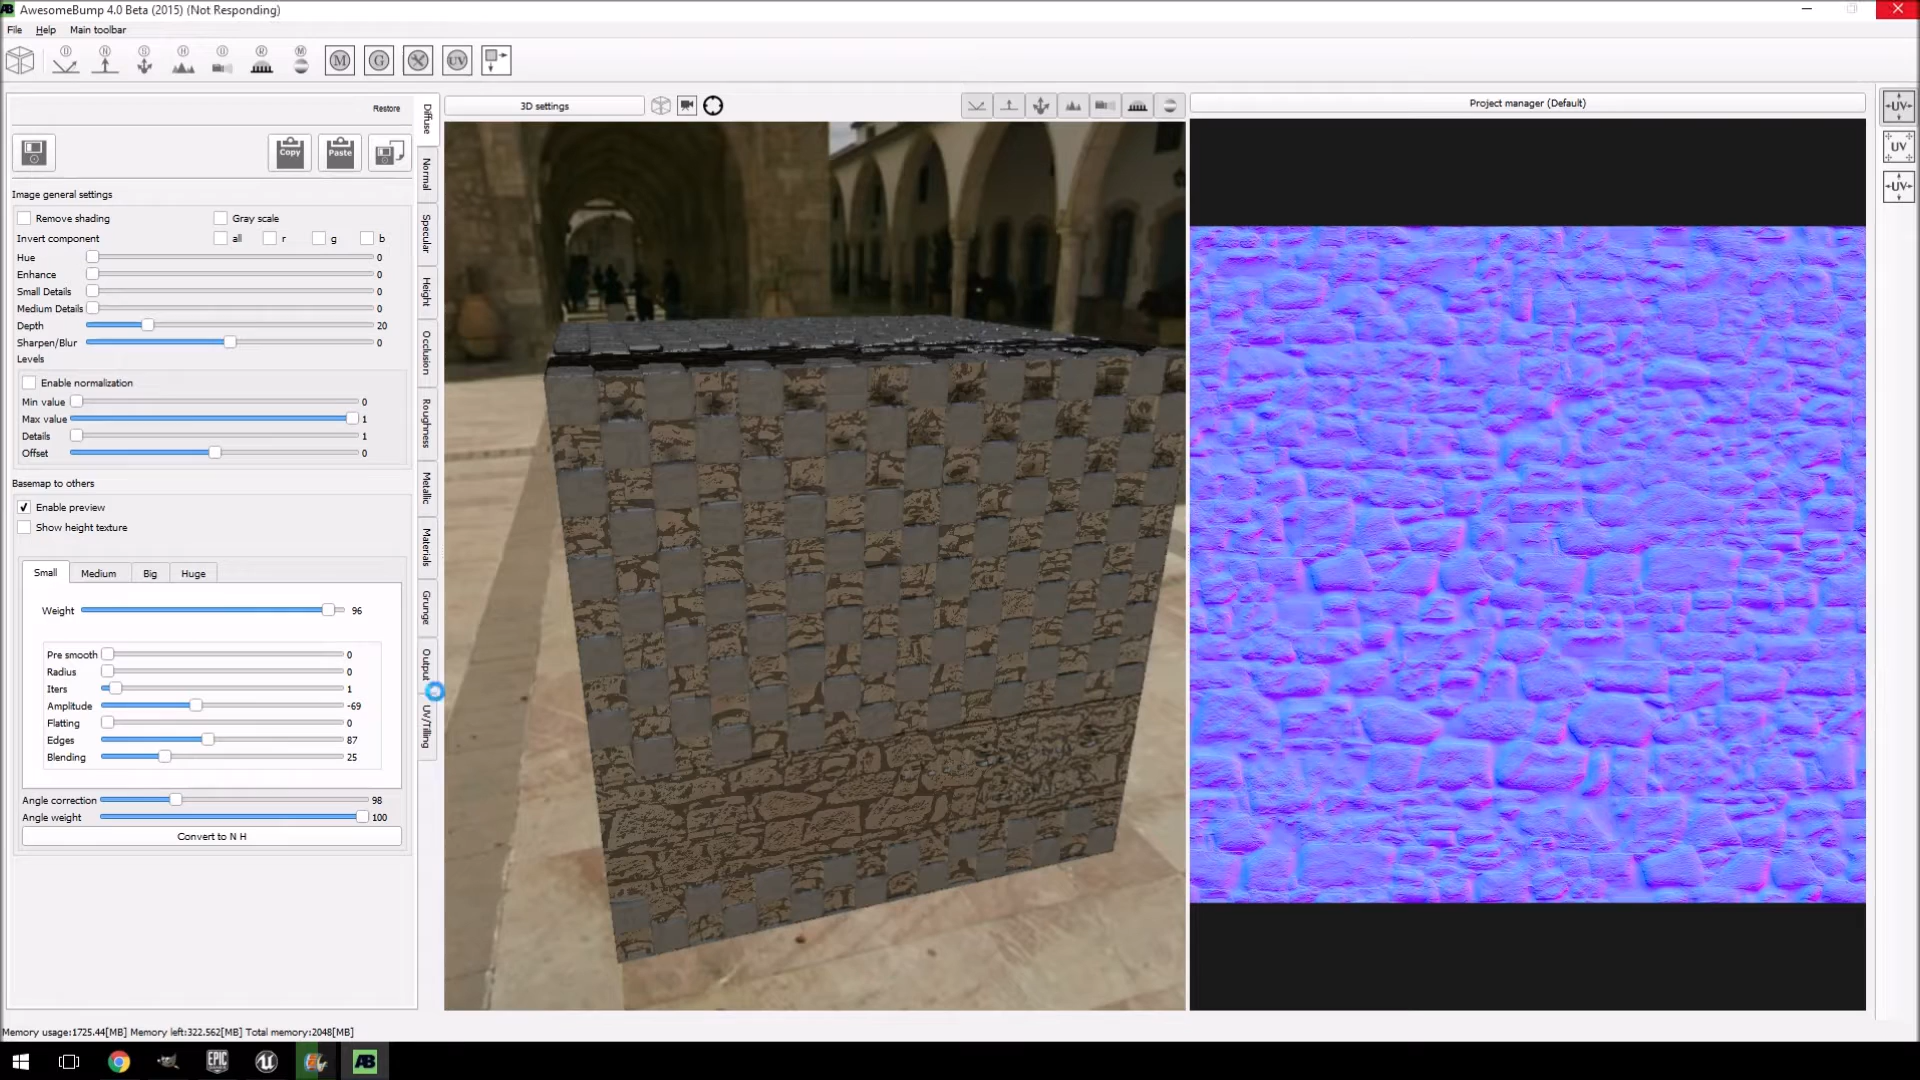 AwesomeBump 4.0 Beta (2015) (Not Responding)
File Help Main toolbar
D N S H O R M M G UV
Restore
3D settings
Project manager (Default)
Copy Paste
Image general settings
Remove shading Gray scale
Invert component all r g b
Hue 0
Enhance 0
Small Details 0
Medium Details 0
Depth 20
Sharpen/Blur 0
Levels
Enable normalization
Min value 0
Max value 1
Details 1
Offset 0
Basemap to others
Enable preview
Show height texture
Small Medium Big Huge
Weight 96
Pre smooth 0
Radius 0
Iters 1
Amplitude -69
Flatting 0
Edges 87
Blending 25
Angle correction 98
Angle weight 100
Convert to N H
Diffuse
Normal
Specular
Height
Occlusion
Roughness
Metallic
Materials
Grunge
Output
UV/Tilling
UV
UV
UV
Memory usage:1725.44[MB] Memory left:322.562[MB] Total memory:2048[MB]
EPIC
AB